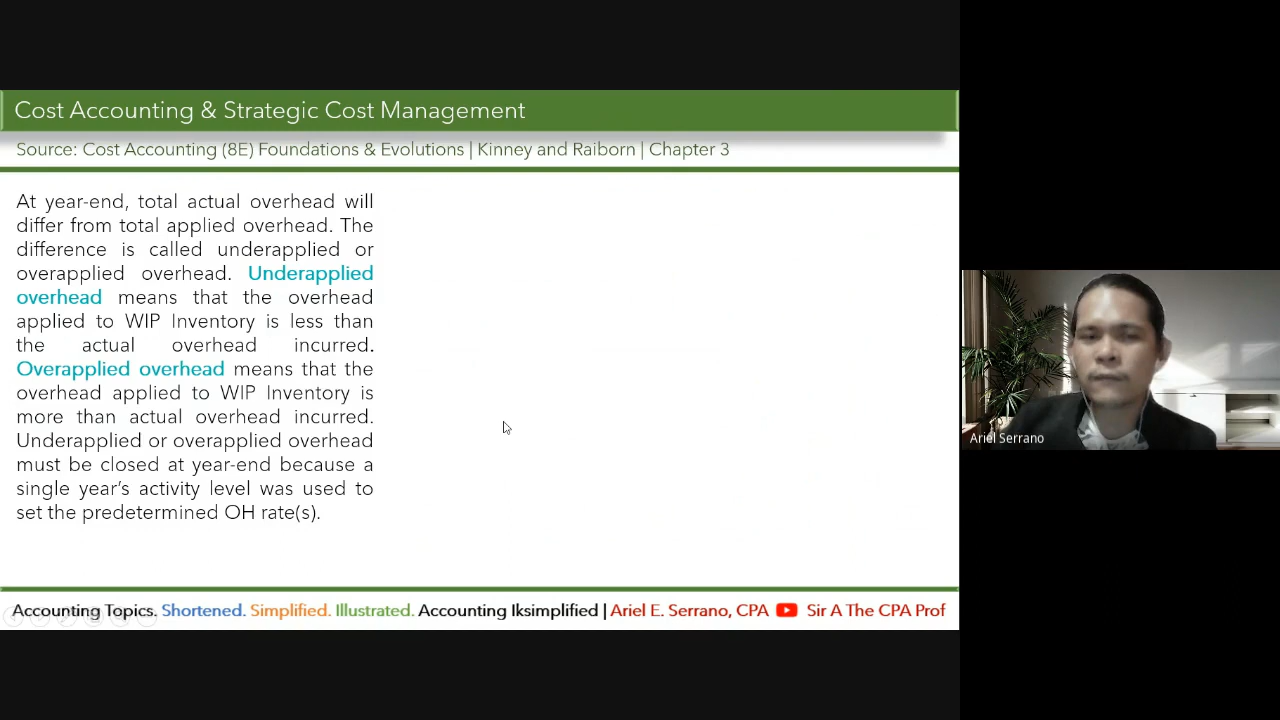 Cost Accounting & Strategic Cost Management
Source: Cost Accounting (8E) Foundations & Evolutions | Kinney and Raiborn | Chapter 3
At year-end, total actual overhead will
differ from total applied overhead. The
difference is called underapplied or
overapplied overhead. Underapplied
overhead means that the overhead
applied to WIP Inventory is less than
the actual overhead incurred.
Overapplied overhead means that the
overhead applied to WIP Inventory is
more than actual overhead incurred.
Underapplied or overapplied overhead
must be closed at year-end because a
single year’s activity level was used to
set the predetermined OH rate(s).
Ariel Serrano
Accounting Topics. Shortened. Simplified. Illustrated. Accounting Iksimplified | Ariel E. Serrano, CPA Sir A The CPA Prof